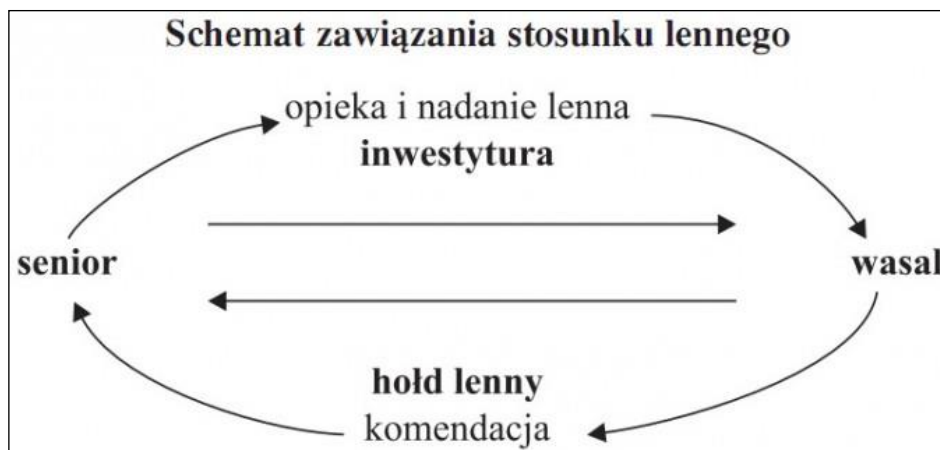 Schemat zawiązania stosunku lennego
opieka i nadanie lenna
inwestytura
senior
wasal
hołd lenny
komendacja